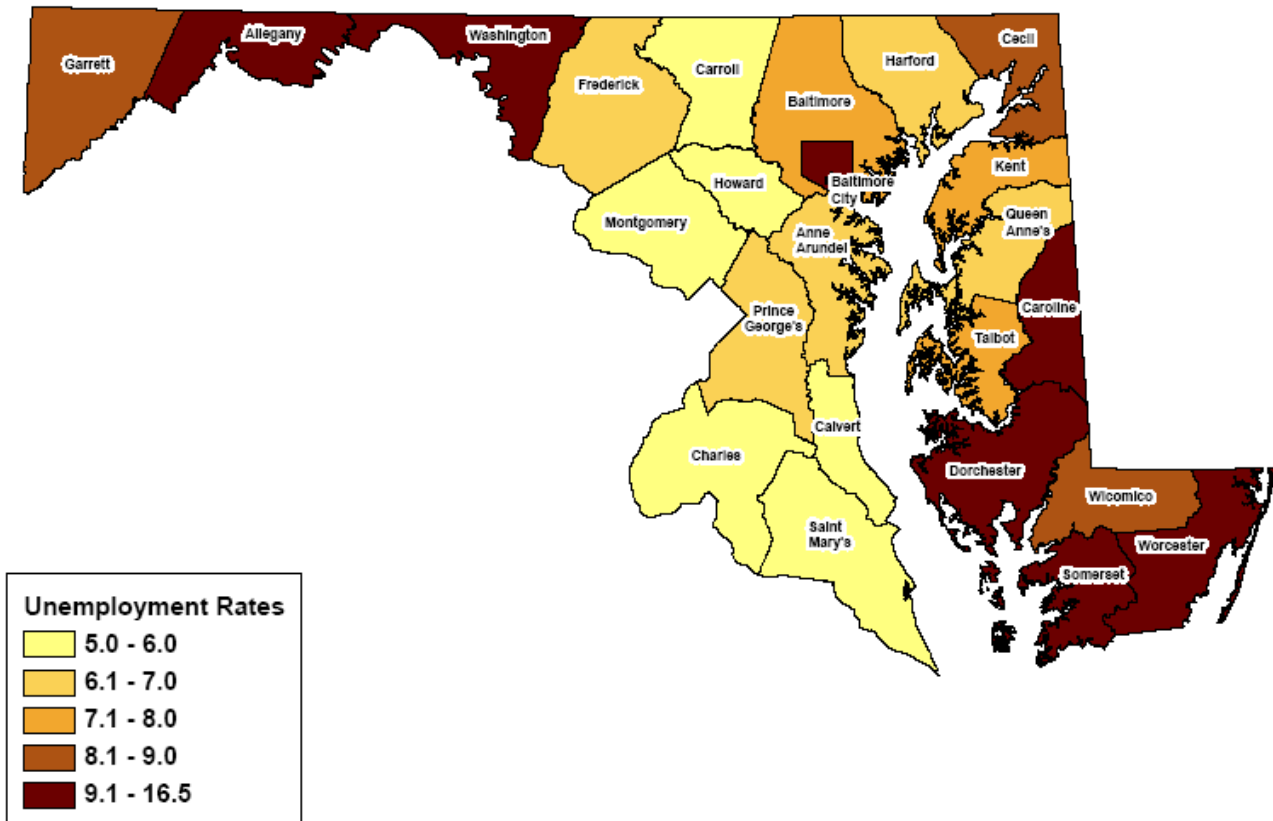 Garrett
Allegany
Washington
Frederick
Carroll
Baltimore
Harford
Cecil
Baltimore
City
Kent
Howard
Montgomery
Queen
Anne's
Anne
Arundel
Caroline
Prince
George's
Talbot
Calvert
Charles
Dorchester
Wicomico
Saint
Mary's
Worcester
Somerset
Unemployment Rates
5.0 - 6.0
6.1 - 7.0
7.1 - 8.0
8.1 - 9.0
9.1 - 16.5